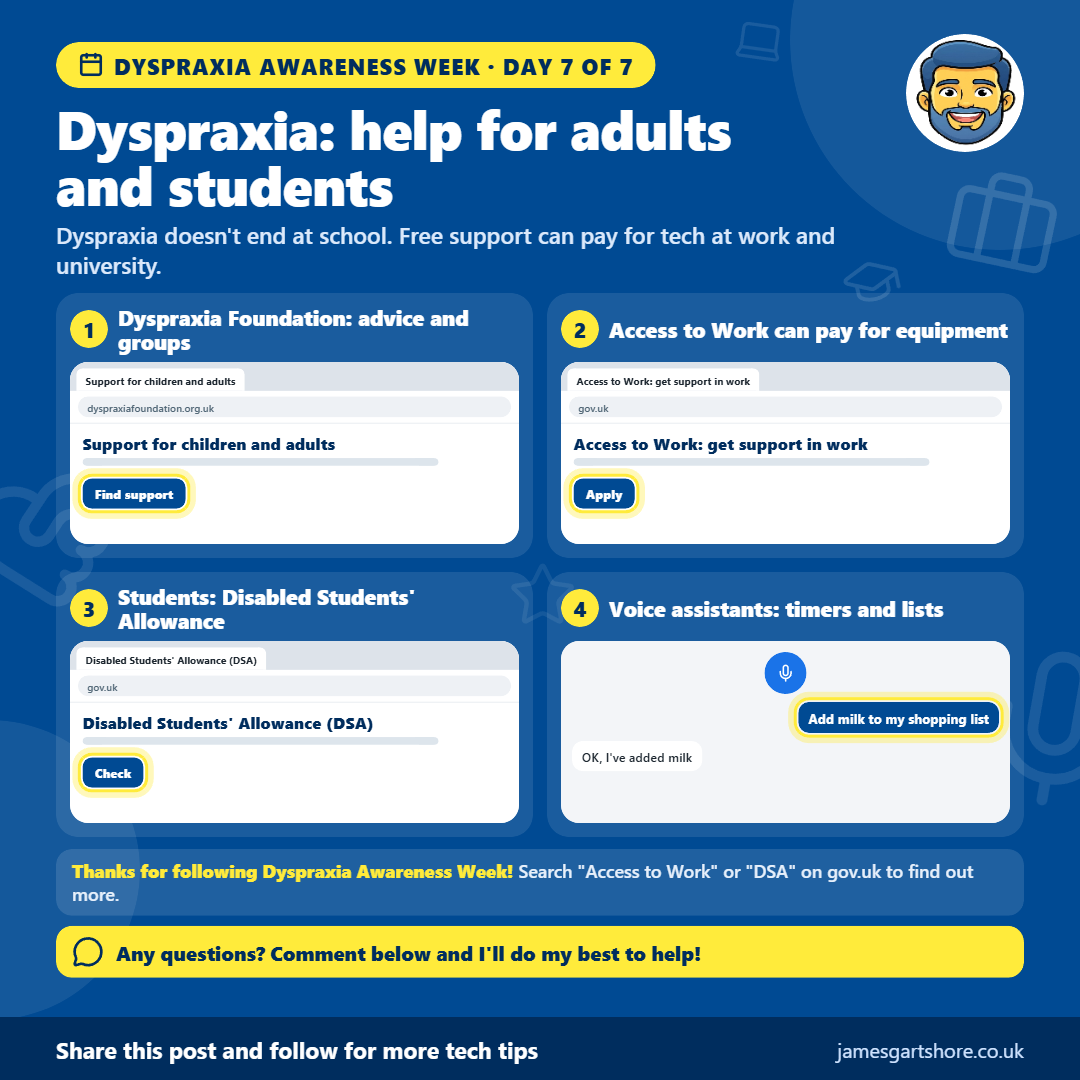 DYSPRAXIA AWARENESS WEEK · DAY 7 OF 7
Dyspraxia: help for adults
and students
Dyspraxia doesn't end at school. Free support can pay for tech at work and
university.
1
Dyspraxia Foundation: advice and
groups
Support for children and adults
dyspraxiafoundation.org.uk
Support for children and adults
Find support
2
Access to Work can pay for equipment
Access to Work: get support in work
gov.uk
Access to Work: get support in work
Apply
3
Students: Disabled Students'
Allowance
Disabled Students' Allowance (DSA)
gov.uk
Disabled Students' Allowance (DSA)
Check
4
Voice assistants: timers and lists
Add milk to my shopping list
OK, I've added milk
Thanks for following Dyspraxia Awareness Week! Search "Access to Work" or "DSA" on gov.uk to find out
more.
Any questions? Comment below and I'll do my best to help!
Share this post and follow for more tech tips
jamesgartshore.co.uk